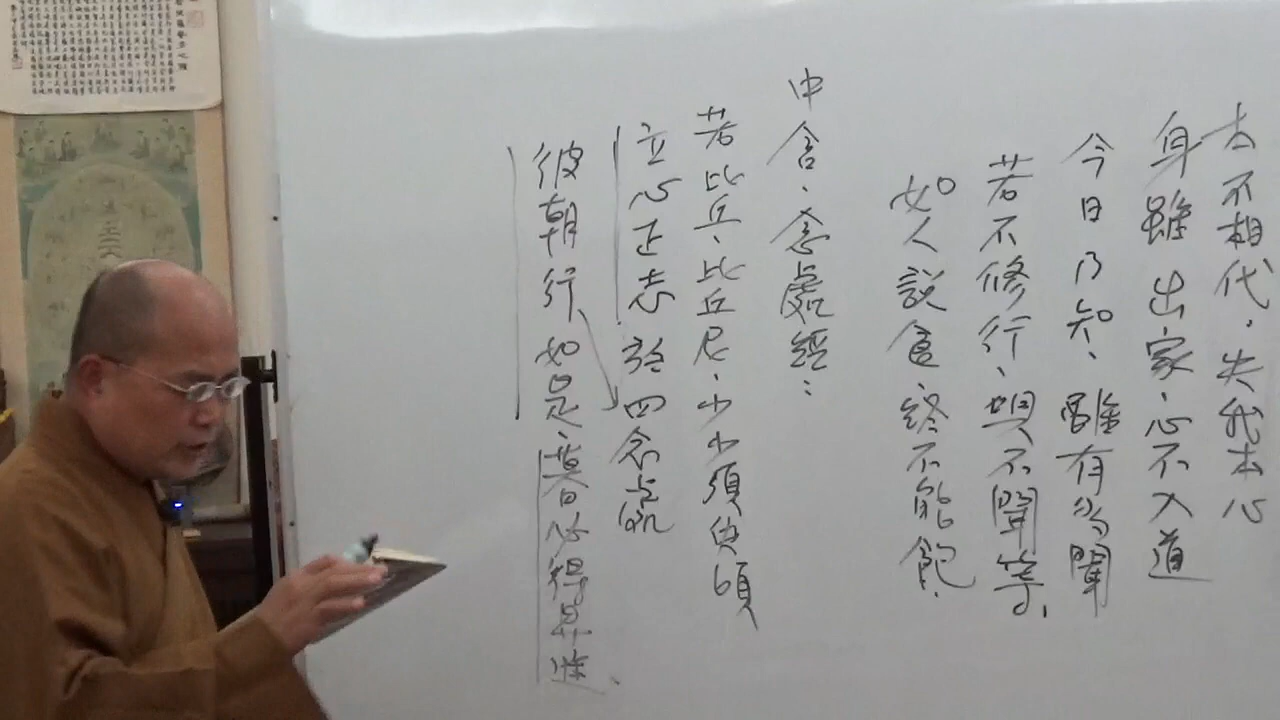 本不相代，失我本心
身雖出家，心不入道
今日乃知、雖有多聞
若不修行、與不聞等、
如人說食，終不能飽.
中含、念處經：
若比丘、比丘尼、少少須臾頃
立心正志於四念處
彼朝行如是，暮日必得昇進.